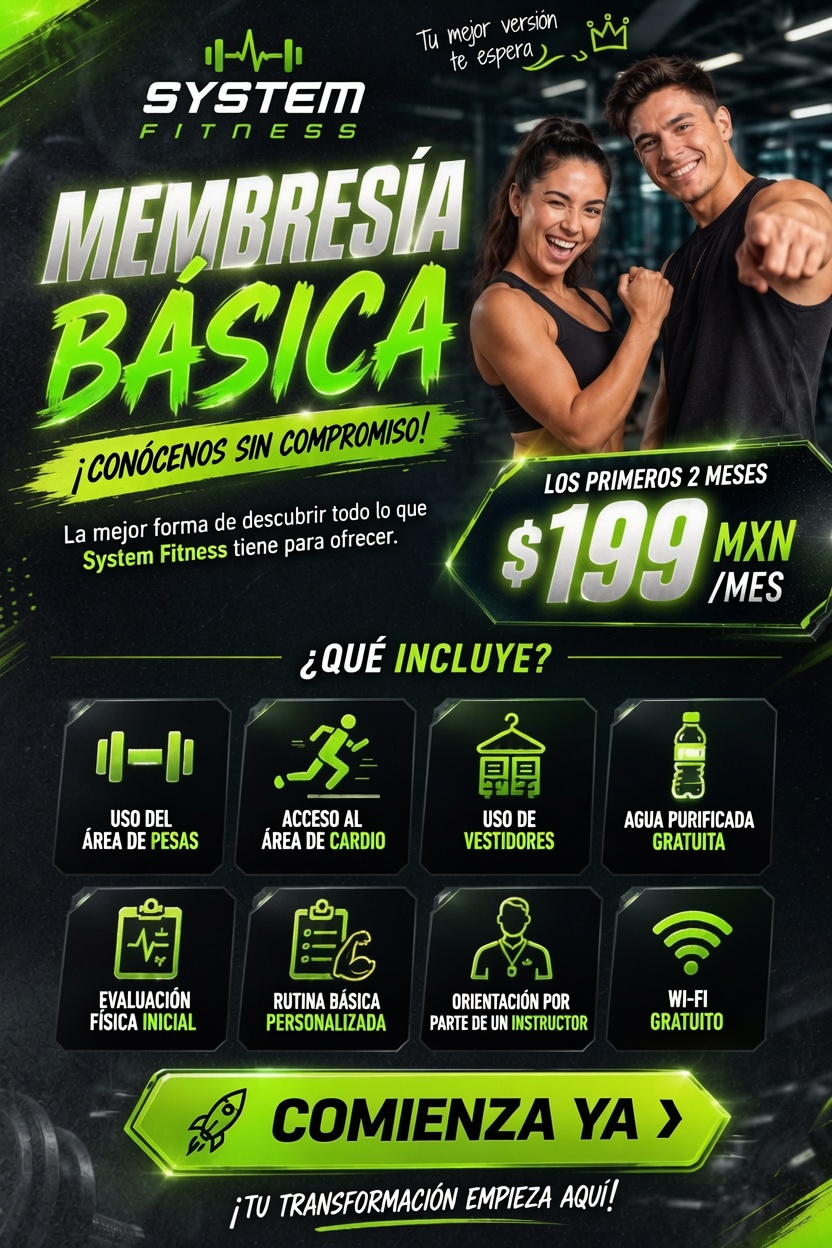 Tu mejor versión
te espera
SYSTEM
FITNESS
MEMBRESÍA
BÁSICA
¡CONÓCENOS SIN COMPROMISO!
La mejor forma de descubrir todo lo que
System Fitness tiene para ofrecer.
LOS PRIMEROS 2 MESES
$199 MXN
/MES
¿QUÉ INCLUYE?
USO DEL
ÁREA DE PESAS
ACCESO AL
ÁREA DE CARDIO
USO DE
VESTIDORES
AGUA PURIFICADA
GRATUITA
EVALUACIÓN
FÍSICA INICIAL
RUTINA BÁSICA
PERSONALIZADA
ORIENTACIÓN POR
PARTE DE UN INSTRUCTOR
WI-FI
GRATUITO
COMIENZA YA ❯
¡TU TRANSFORMACIÓN EMPIEZA AQUÍ!